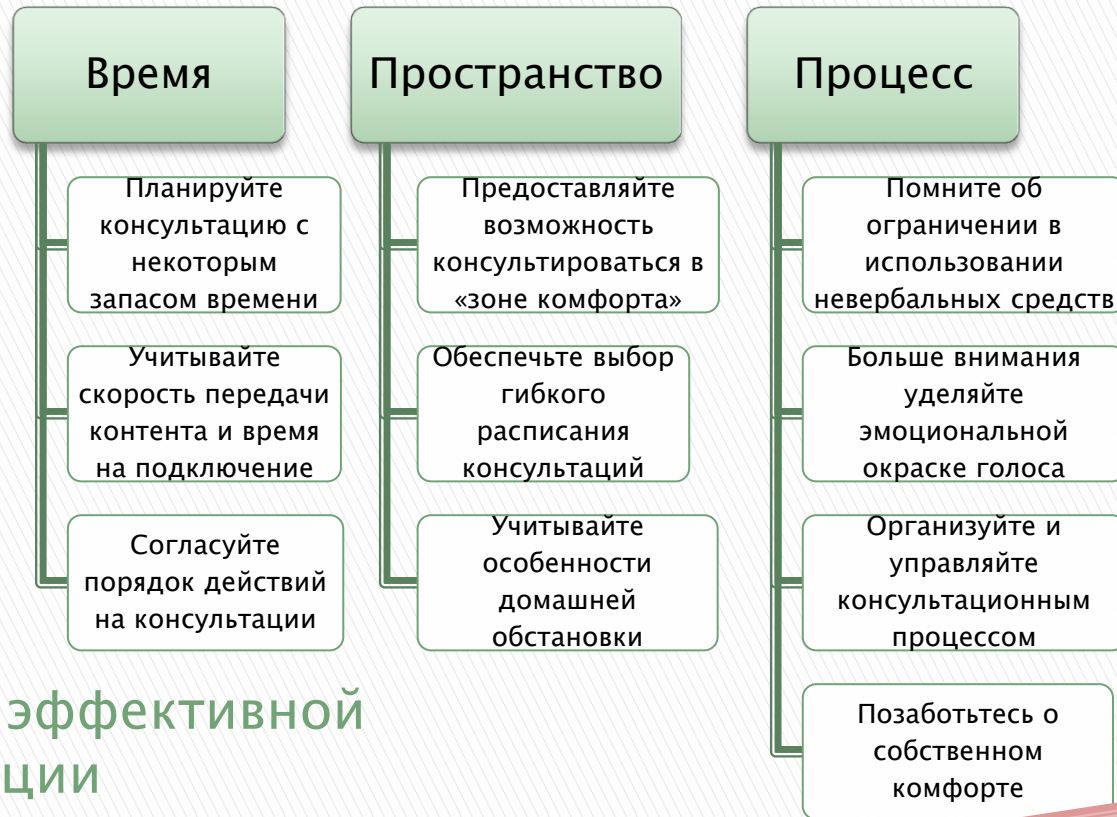 Время
Планируйте
консультацию с
некоторым
запасом времени
Учитывайте
скорость передачи
контента и время
на подключение
Согласуйте
порядок действий
на консультации
Пространство
Предоставляйте
возможность
консультироваться в
«зоне комфорта»
Обеспечьте выбор
гибкого
расписания
консультаций
Учитывайте
особенности
домашней
обстановки
Процесс
Помните об
ограничении в
использовании
невербальных средств
Больше внимания
уделяйте
эмоциональной
окраске голоса
Организуйте и
управляйте
консультационным
процессом
Позаботьтесь о
собственном
комфорте
эффективной
ции